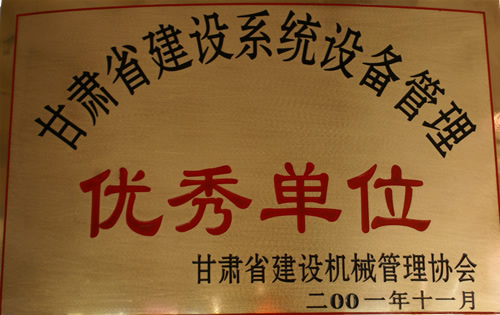 甘肃省建设系统设备管理
优秀单位
甘肃省建设机械管理协会
二00一年十一月